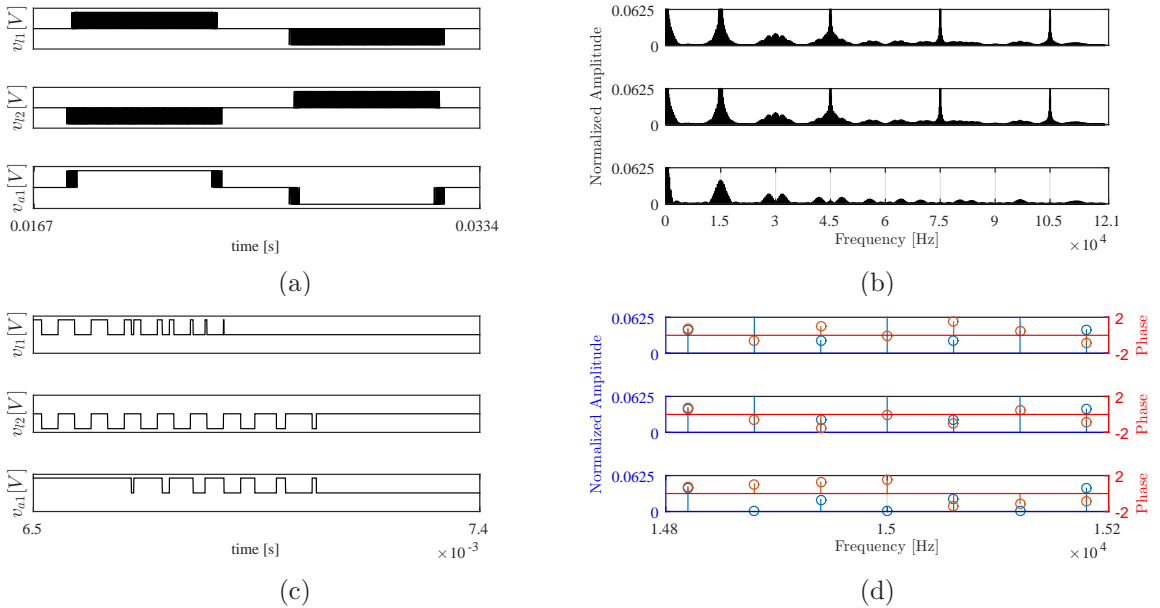 v_{l1}[V]
v_{l2}[V]
v_{a1}[V]
0.0167
0.0334
time [s]
(a)
Normalized Amplitude
0.0625
0
0.0625
0
0.0625
0
0 1.5 3 4.5 6 7.5 9 10.5 12.1
Frequency [Hz]
×10^4
(b)
v_{l1}[V]
v_{l2}[V]
v_{a1}[V]
6.5
7.4
time [s]
×10^{-3}
(c)
Normalized Amplitude
0.0625
0
2
-2
Phase
0.0625
0
2
-2
Phase
0.0625
0
2
-2
Phase
1.48 1.5 1.52
Frequency [Hz]
×10^4
(d)